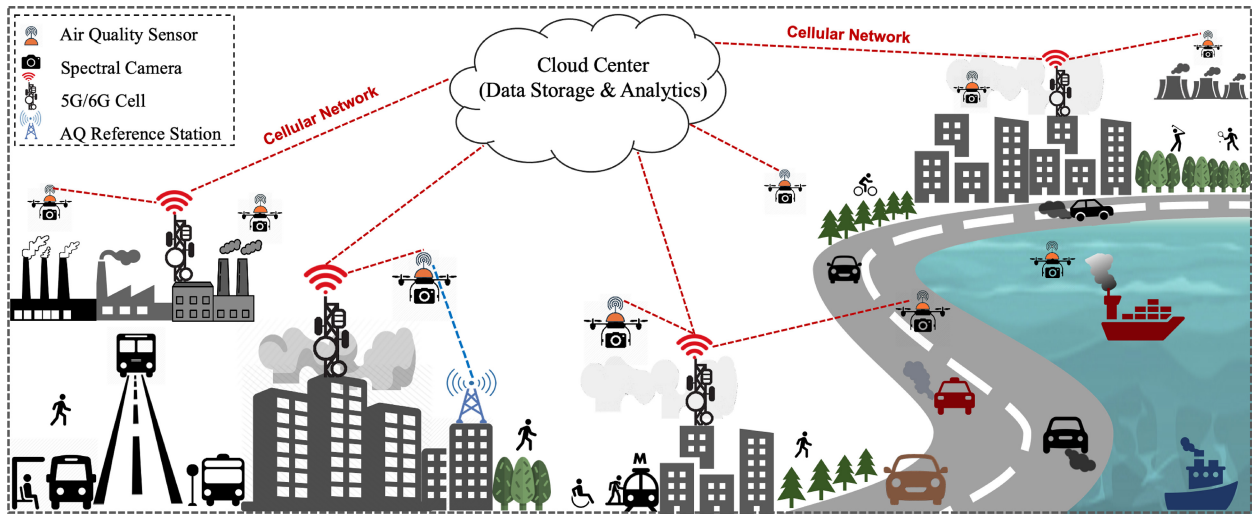 Air Quality Sensor
Spectral Camera
5G/6G Cell
AQ Reference Station
Cloud Center
(Data Storage & Analytics)
Cellular Network
Cellular Network
M